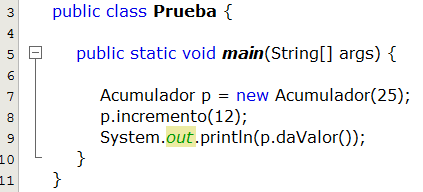 3 public class Prueba {
4
5 public static void main(String[] args) {
6
7 Acumulador p = new Acumulador(25);
8 p.incremento(12);
9 System.out.println(p.daValor());
10 }
11 }